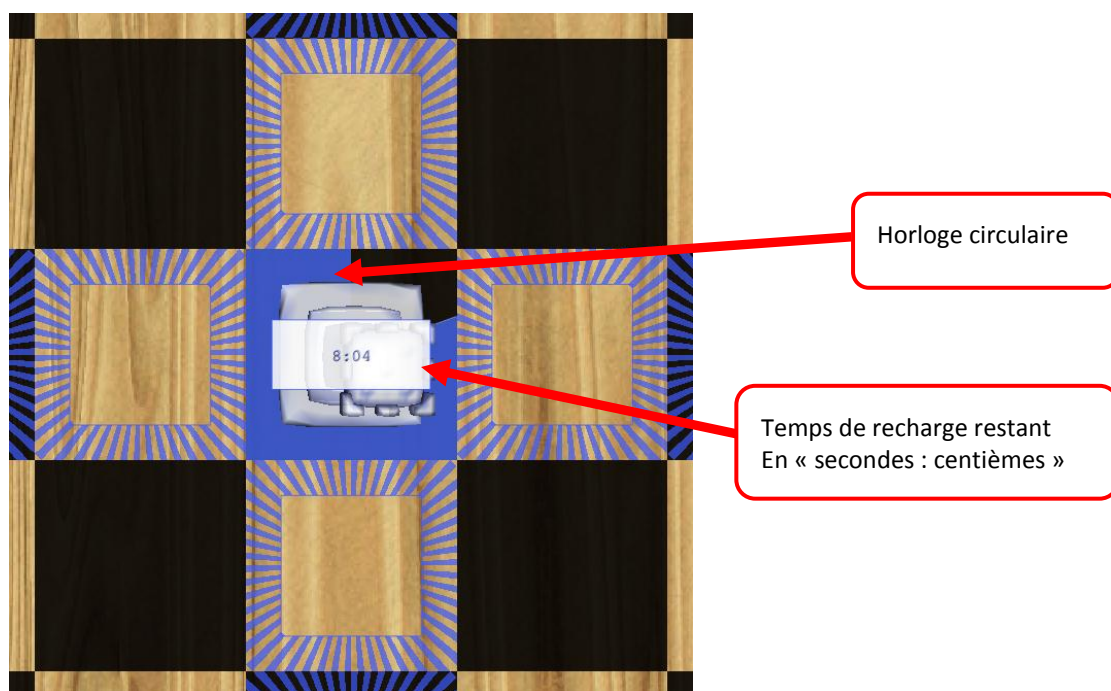 Horloge circulaire
8:04
Temps de recharge restant
En « secondes : centièmes »